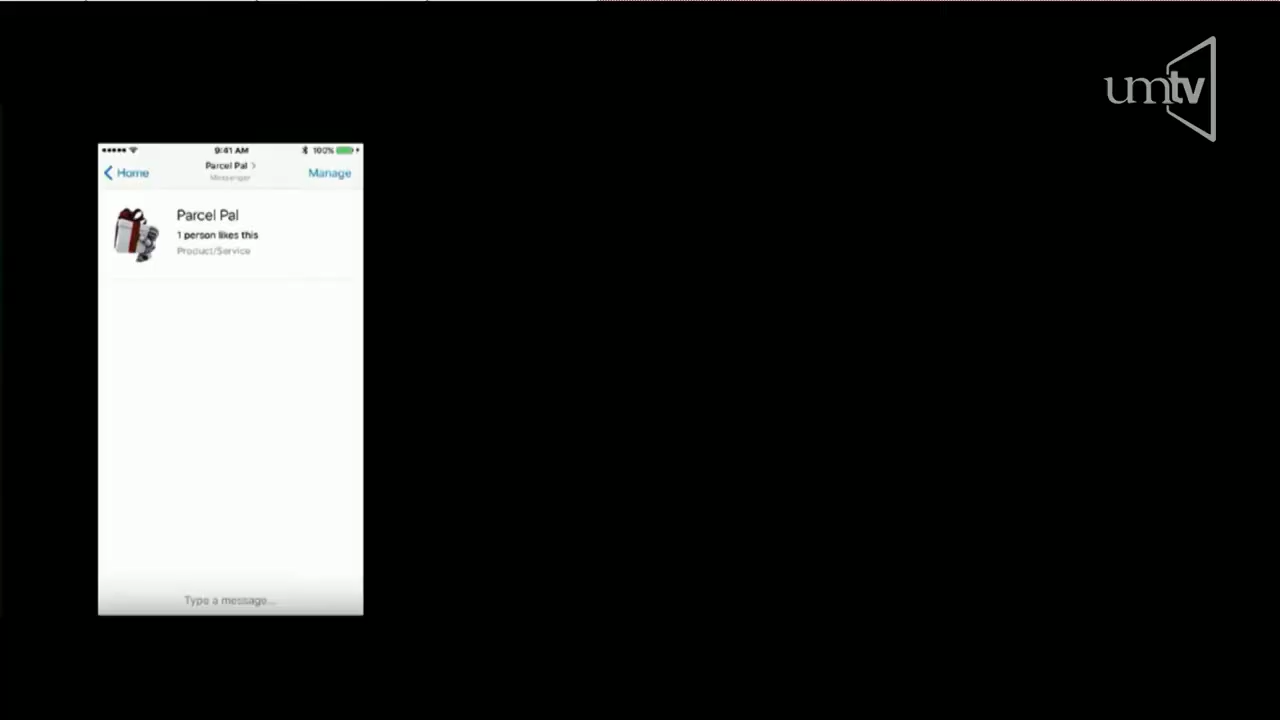 umtv
9:41 AM
100%
Home
Parcel Pal
Messenger
Manage
Parcel Pal
1 person likes this
Product/Service
Type a message...